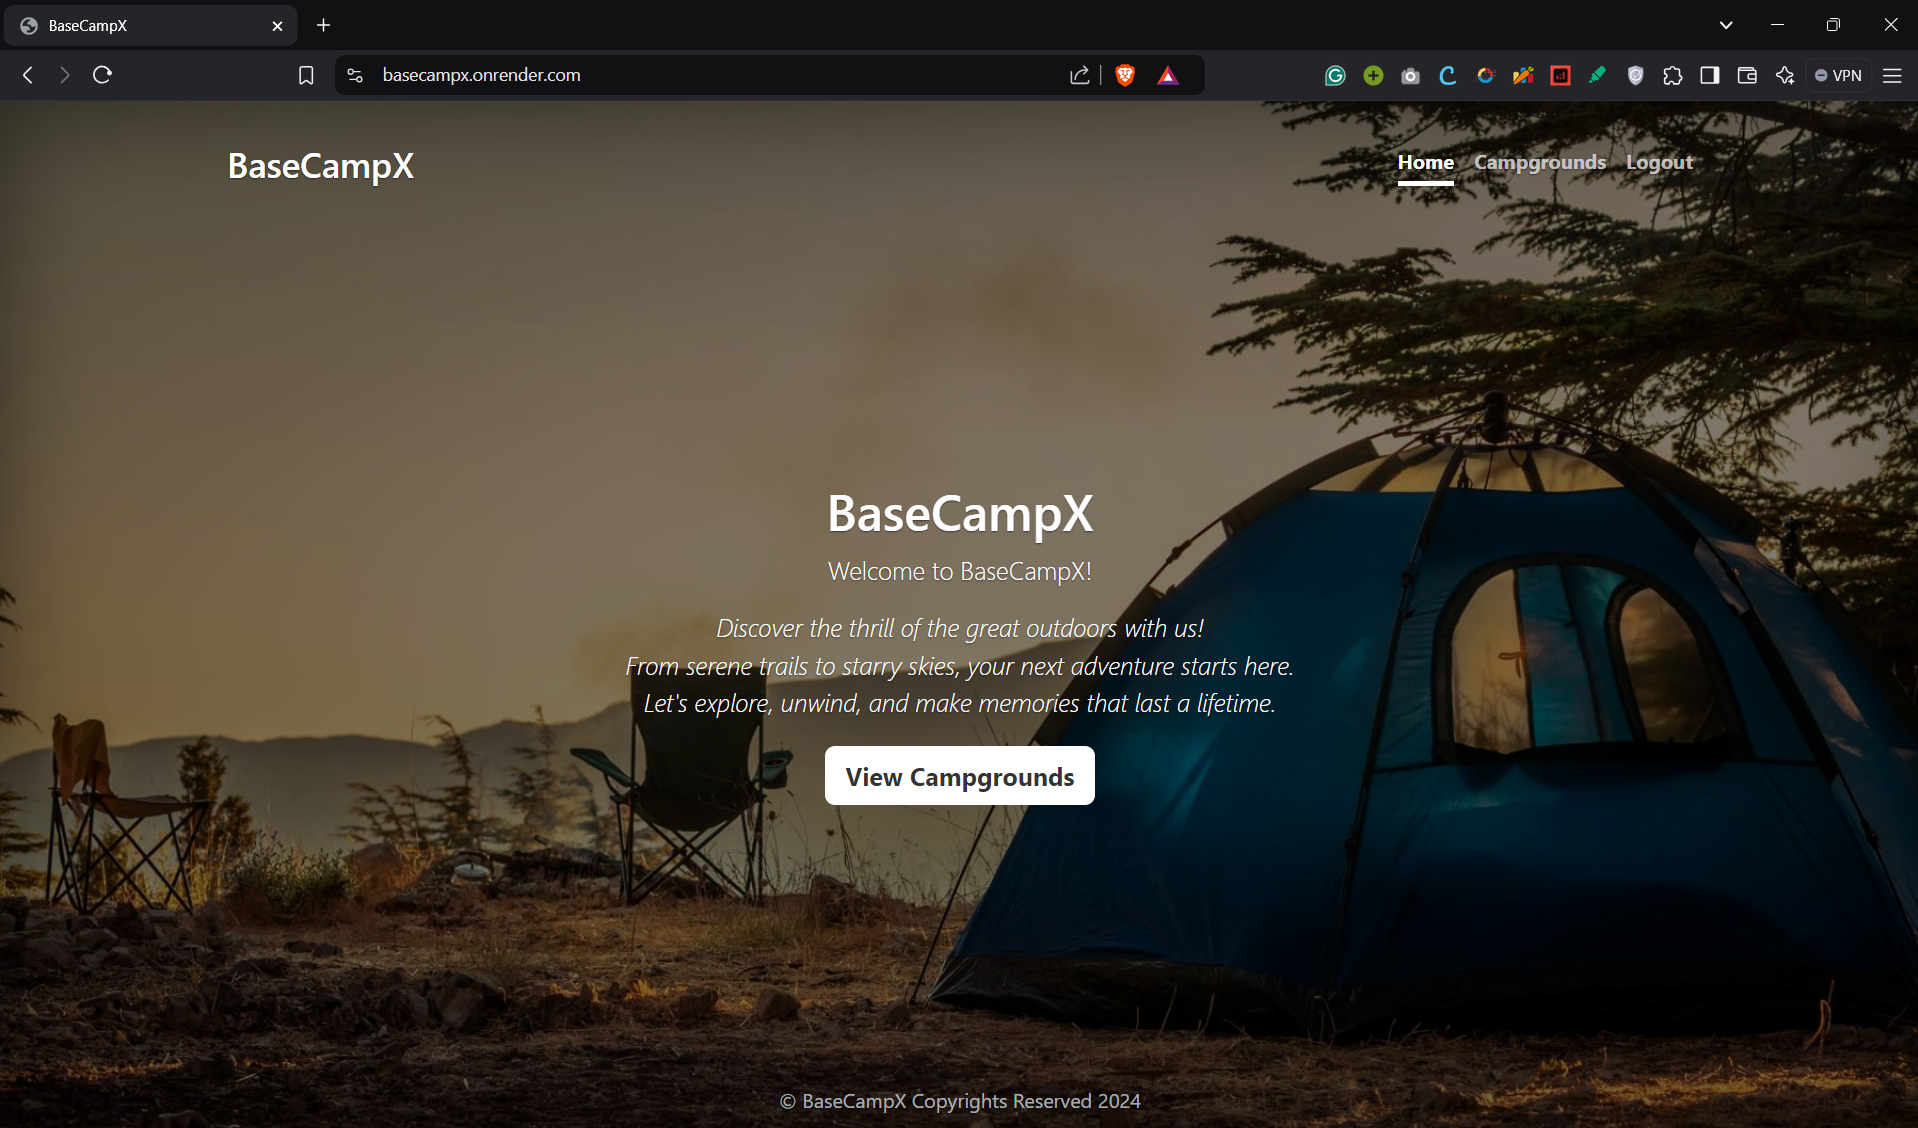 BaseCampX
basecampx.onrender.com
VPN
BaseCampX
Home Campgrounds Logout
BaseCampX
Welcome to BaseCampX!
Discover the thrill of the great outdoors with us!
From serene trails to starry skies, your next adventure starts here.
Let's explore, unwind, and make memories that last a lifetime.
View Campgrounds
© BaseCampX Copyrights Reserved 2024